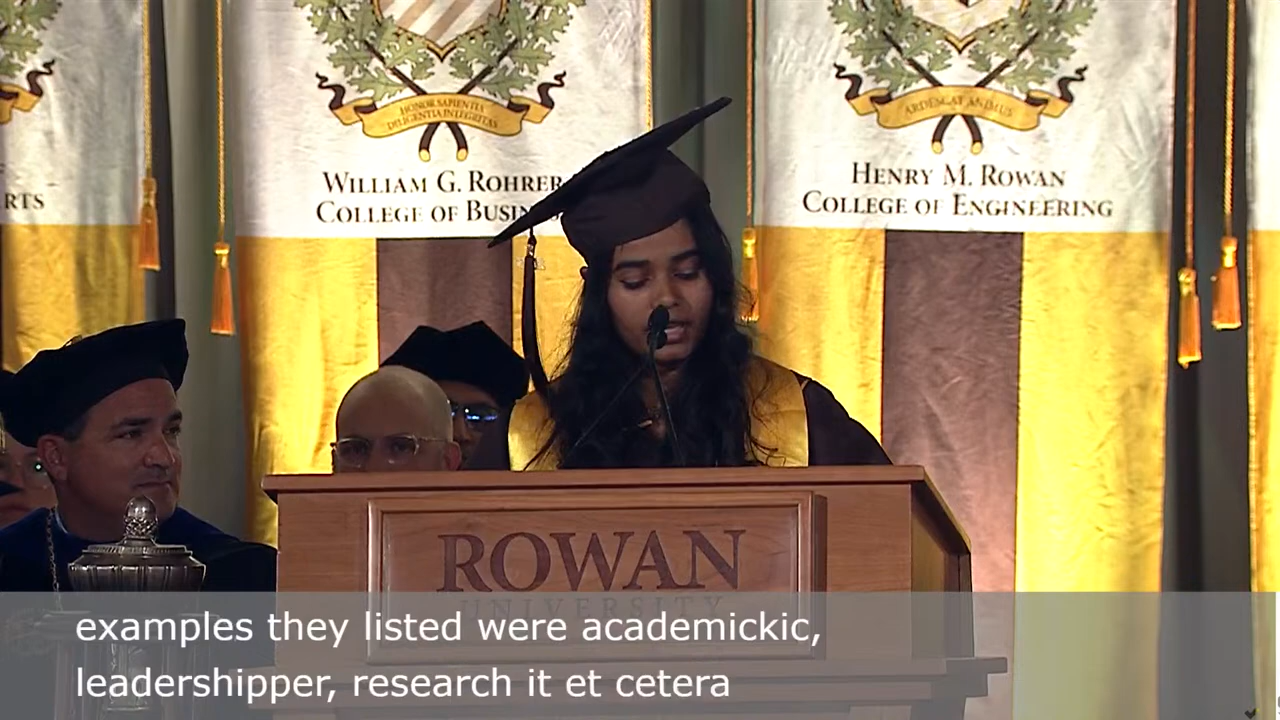 HONOR SAPIENTIA
DILIGENTIA INTEGRITAS
ARDESCAT ANIMUS
RTS
WILLIAM G. ROHRER
COLLEGE OF BUSIN
HENRY M. ROWAN
COLLEGE OF ENGINEERING
ROWAN
UNIVERSITY
examples they listed were academickic,
leadershipper, research it et cetera